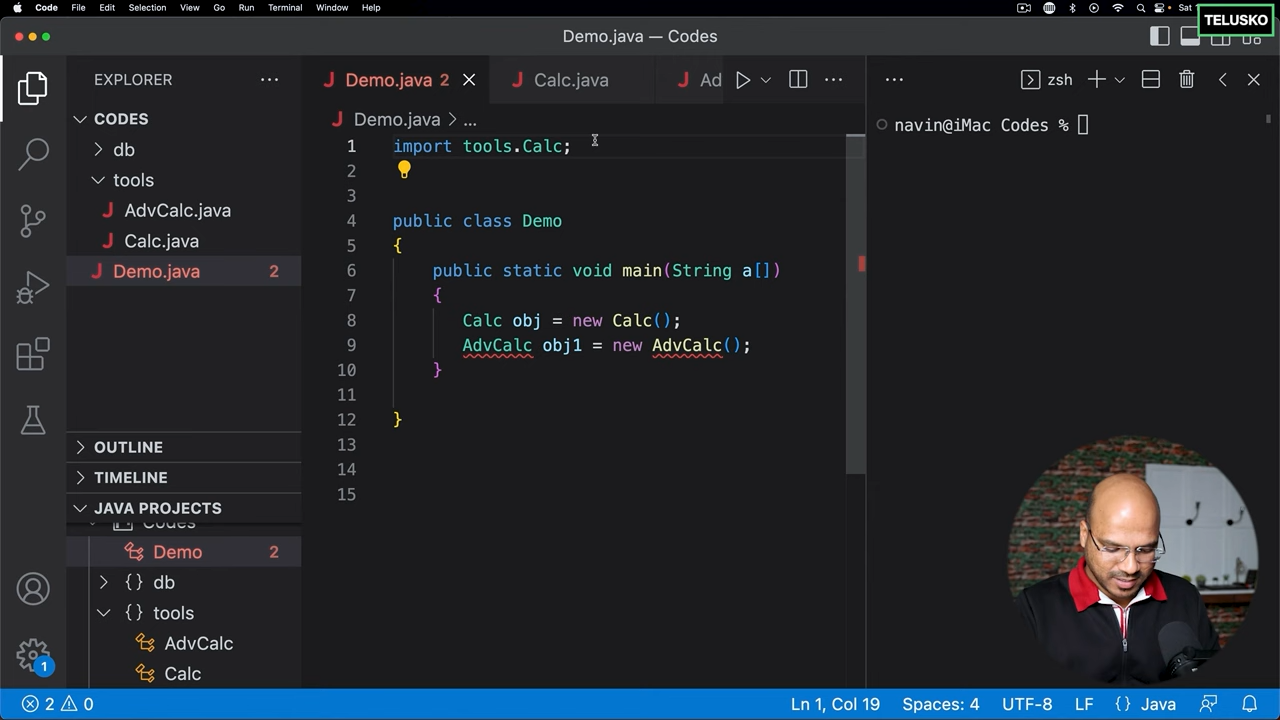 Code File Edit Selection View Go Run Terminal Window Help Sat
TELUSKO
Demo.java — Codes
EXPLORER
CODES
db
tools
AdvCalc.java
Calc.java
Demo.java 2
OUTLINE
TIMELINE
JAVA PROJECTS
Codes
Demo 2
{} db
{} tools
AdvCalc
Calc
Demo.java 2 Calc.java Ad
Demo.java > ...
1 import tools.Calc;
2
3
4 public class Demo
5 {
6 public static void main(String a[])
7 {
8 Calc obj = new Calc();
9 AdvCalc obj1 = new AdvCalc();
10 }
11
12 }
13
14
15
zsh
navin@iMac Codes %
1
2 0 Ln 1, Col 19 Spaces: 4 UTF-8 LF {} Java